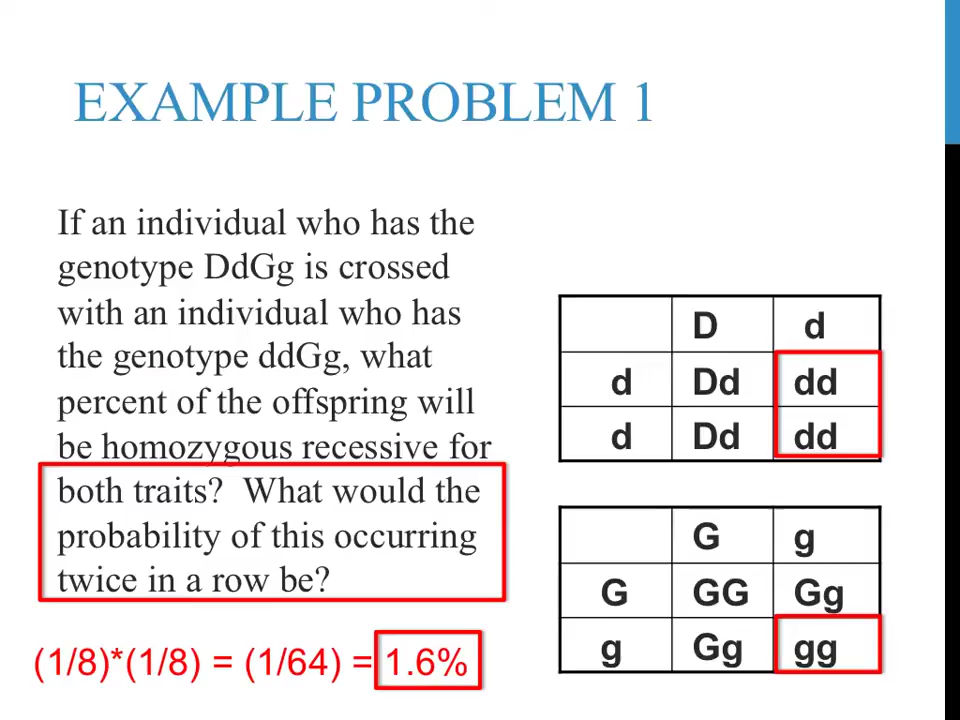 EXAMPLE PROBLEM 1
If an individual who has the
genotype DdGg is crossed
with an individual who has
the genotype ddGg, what
percent of the offspring will
be homozygous recessive for
both traits?  What would the
probability of this occurring
twice in a row be?
(1/8)*(1/8) = (1/64) = 1.6%
D d
d Dd dd
d Dd dd
G g
G GG Gg
g Gg gg